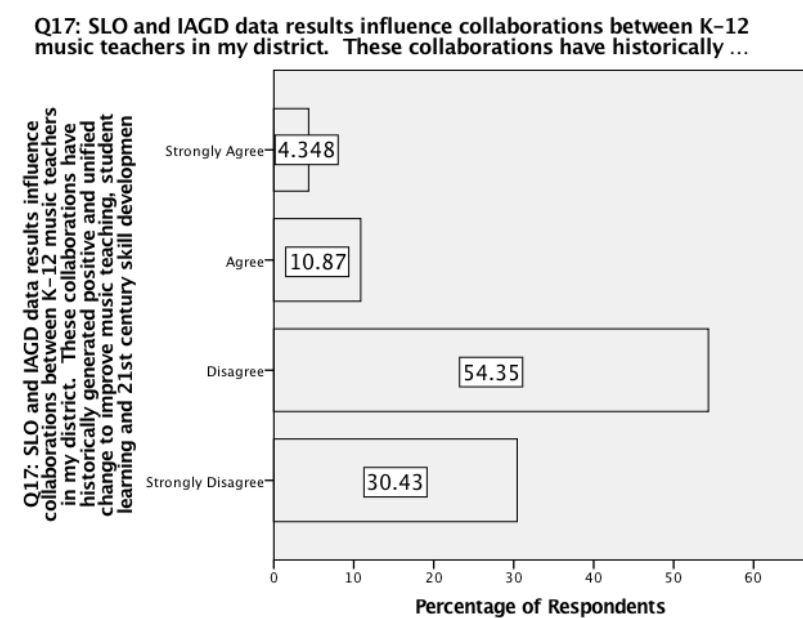 Q17: SLO and IAGD data results influence collaborations between K–12
music teachers in my district. These collaborations have historically ...
Q17: SLO and IAGD data results influence
collaborations between K–12 music teachers
in my district. These collaborations have
historically generated positive and unified
change to improve music teaching, student
learning and 21st century skill developmen
Strongly Agree
4.348
Agree
10.87
Disagree
54.35
Strongly Disagree
30.43
0 10 20 30 40 50 60
Percentage of Respondents